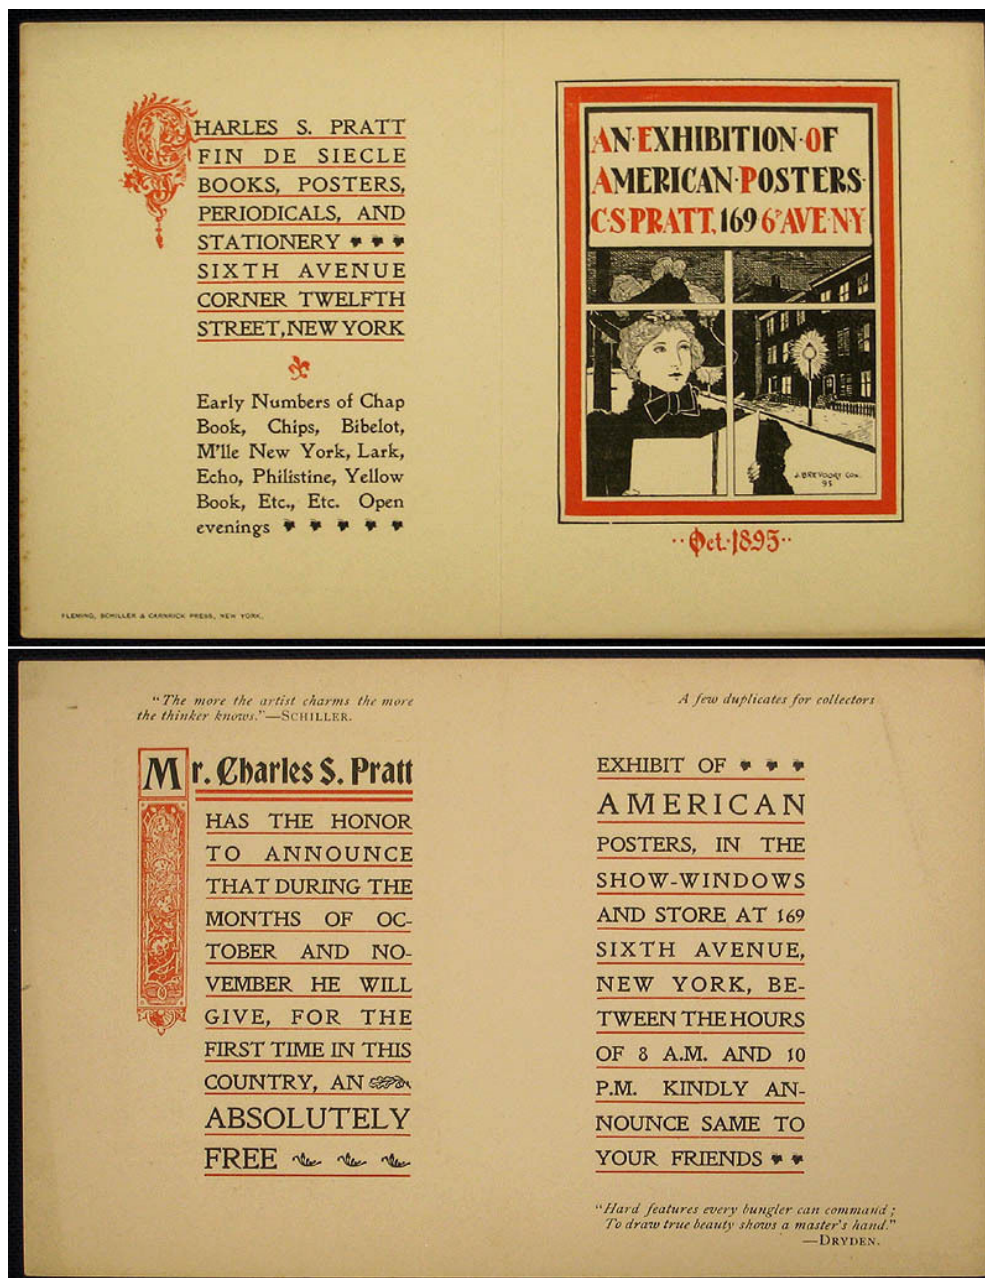 CHARLES S. PRATT
FIN DE SIECLE
BOOKS, POSTERS,
PERIODICALS, AND
STATIONERY
SIXTH AVENUE
CORNER TWELFTH
STREET, NEW YORK
Early Numbers of Chap
Book, Chips, Bibelot,
M'lle New York, Lark,
Echo, Philistine, Yellow
Book, Etc., Etc. Open
evenings
FLEMING, SCHILLER & CARNRICK PRESS, NEW YORK.
AN·EXHIBITION·OF
AMERICAN·POSTERS·
C·S·PRATT, 169 6th AVE·N·Y·
J. BREVOORT COX.
95
··Oct.·1895··
"The more the artist charms the more
the thinker knows."—SCHILLER.
Mr. Charles S. Pratt
HAS THE HONOR
TO ANNOUNCE
THAT DURING THE
MONTHS OF OC-
TOBER AND NO-
VEMBER HE WILL
GIVE, FOR THE
FIRST TIME IN THIS
COUNTRY, AN
ABSOLUTELY
FREE
A few duplicates for collectors
EXHIBIT OF
AMERICAN
POSTERS, IN THE
SHOW-WINDOWS
AND STORE AT 169
SIXTH AVENUE,
NEW YORK, BE-
TWEEN THE HOURS
OF 8 A.M. AND 10
P.M. KINDLY AN-
NOUNCE SAME TO
YOUR FRIENDS
"Hard features every bungler can command;
To draw true beauty shows a master's hand."
—DRYDEN.